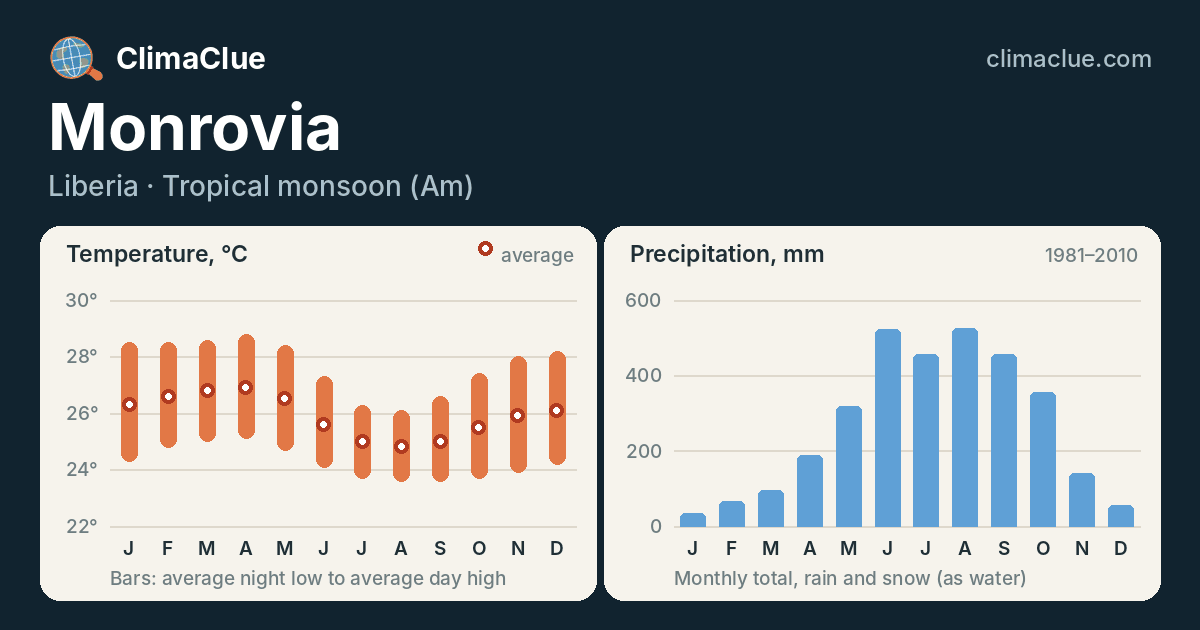 ClimaClue
climaclue.com
Monrovia
Liberia · Tropical monsoon (Am)
Temperature, °C
average
30°
28°
26°
24°
22°
J F M A M J J A S O N D
Bars: average night low to average day high
Precipitation, mm
1981–2010
600
400
200
0
J F M A M J J A S O N D
Monthly total, rain and snow (as water)